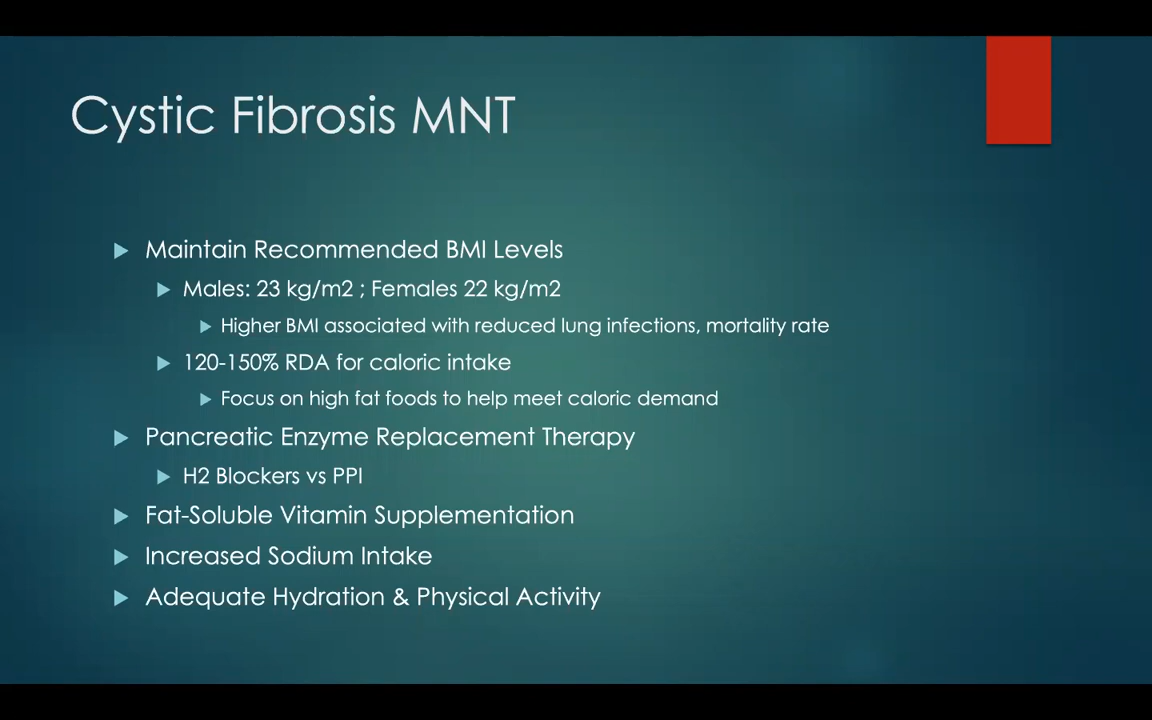 Cystic Fibrosis MNT
Maintain Recommended BMI Levels
Males: 23 kg/m2 ; Females 22 kg/m2
Higher BMI associated with reduced lung infections, mortality rate
120-150% RDA for caloric intake
Focus on high fat foods to help meet caloric demand
Pancreatic Enzyme Replacement Therapy
H2 Blockers vs PPI
Fat-Soluble Vitamin Supplementation
Increased Sodium Intake
Adequate Hydration & Physical Activity